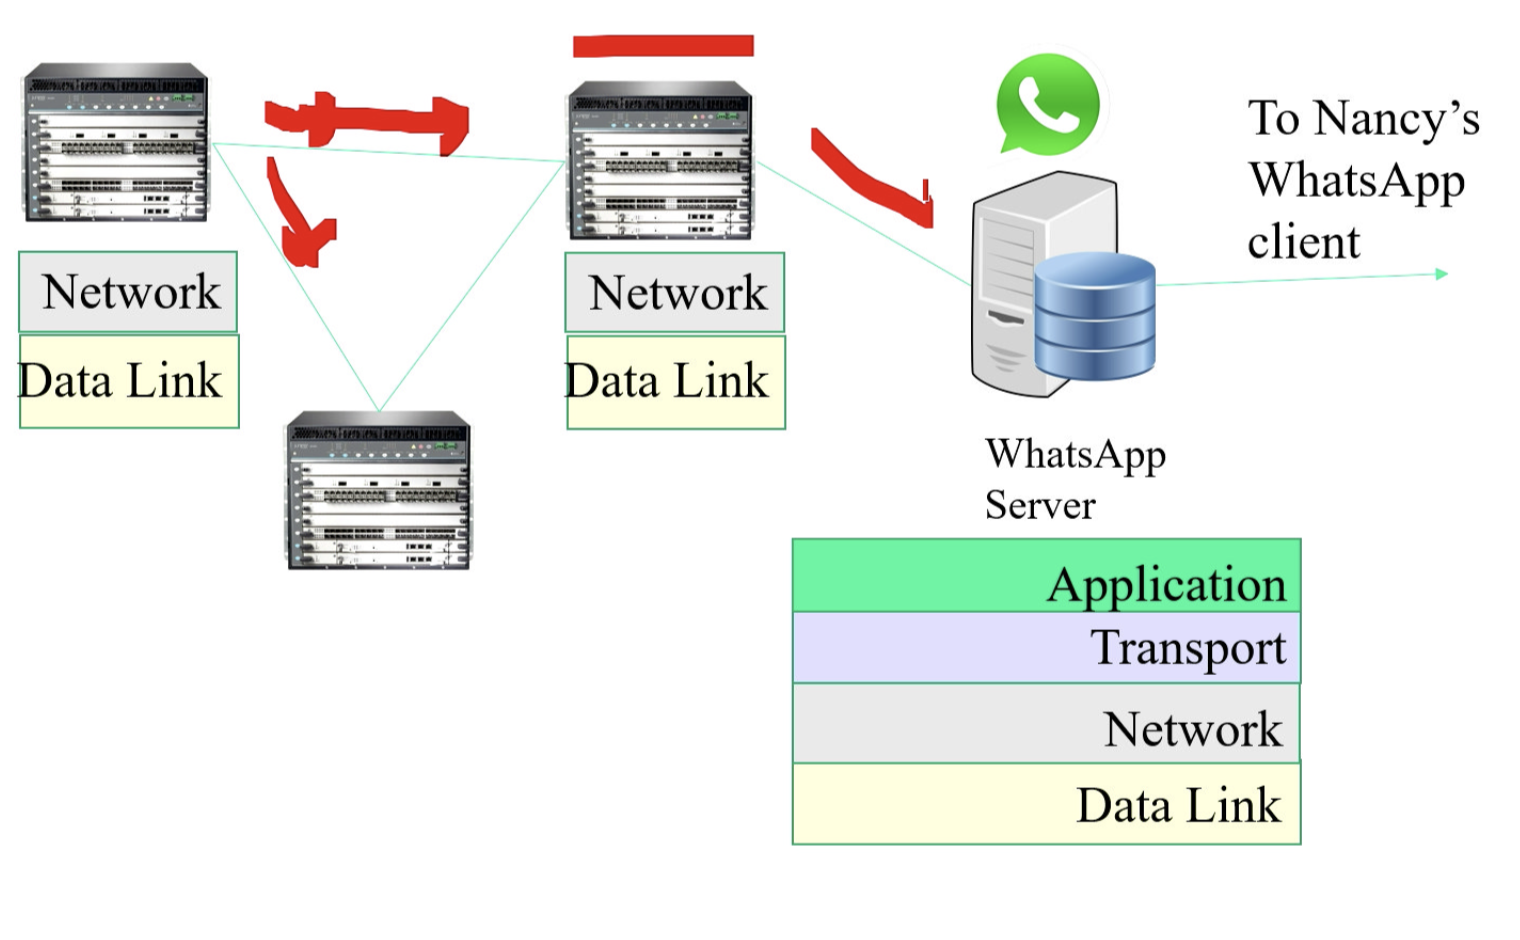 To Nancy’s
WhatsApp
client
Network
Data Link
Network
Data Link
WhatsApp
Server
Application
Transport
Network
Data Link